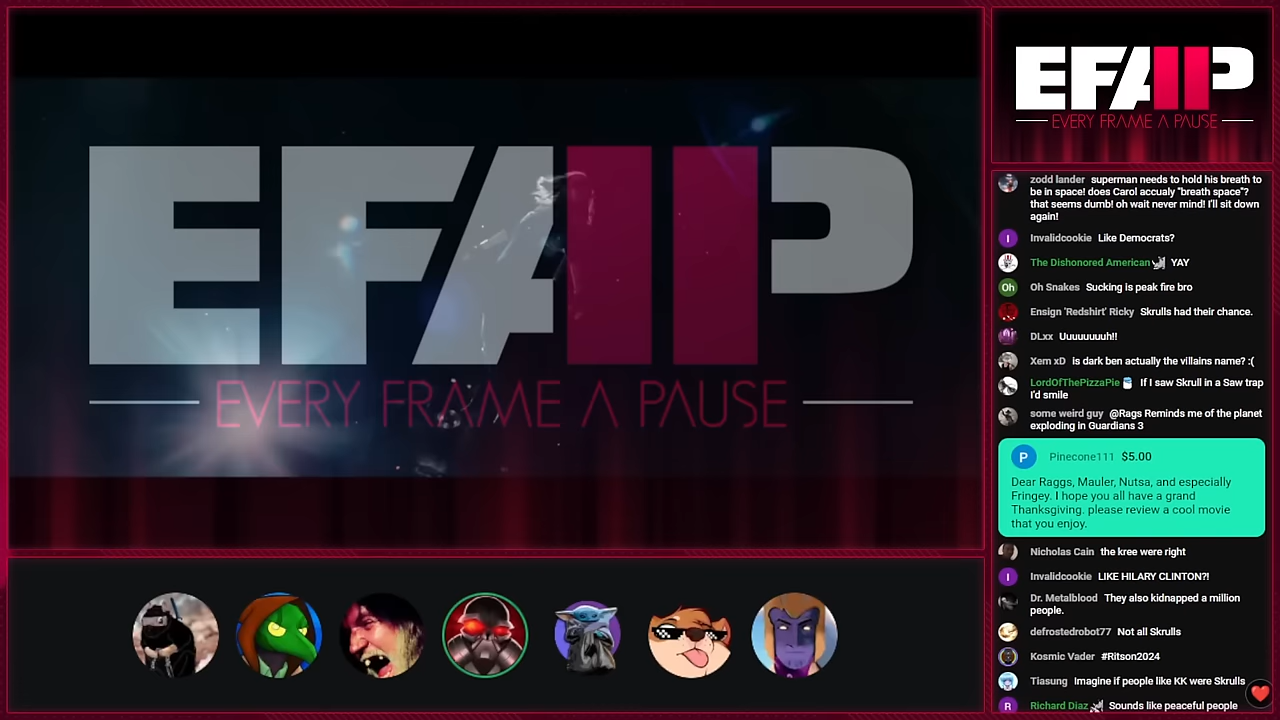 EFAP
EVERY FRAME A PAUSE
EFAP
EVERY FRAME A PAUSE
zodd lander superman needs to hold his breath to
be in space! does Carol accualy "breath space"?
that seems dumb! oh wait never mind! I'll sit down
again!
I Invalidcookie Like Democrats?
The Dishonored American YAY
Oh Oh Snakes Sucking is peak fire bro
Ensign 'Redshirt' Ricky Skrulls had their chance.
DLxx Uuuuuuuh!!
Xem xD is dark ben actually the villains name? :(
LordOfThePizzaPie If I saw Skrull in a Saw trap
I'd smile
some weird guy @Rags Reminds me of the planet
exploding in Guardians 3
P Pinecone111 $5.00
Dear Raggs, Mauler, Nutsa, and especially
Fringey. I hope you all have a grand
Thanksgiving. please review a cool movie
that you enjoy.
Nicholas Cain the kree were right
I Invalidcookie LIKE HILARY CLINTON?!
Dr. Metalblood They also kidnapped a million
people.
defrostedrobot77 Not all Skrulls
Kosmic Vader #Ritson2024
Tiasung Imagine if people like KK were Skrulls
R Richard Diaz Sounds like peaceful people